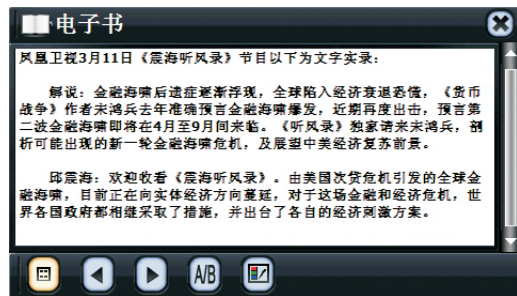 电子书
凤凰卫视3月11日《震海听风录》节目以下为文字实录：
解说：金融海啸后遗症逐渐浮现，全球陷入经济衰退恐慌，《货币
战争》作者宋鸿兵去年准确预言金融海啸爆发，近期再度出击，预言第
二波金融海啸即将在4月至9月间来临。《听风录》独家请来宋鸿兵，剖
析可能出现的新一轮金融海啸危机，及展望中美经济复苏前景。
邱震海：欢迎收看《震海听风录》。由美国次贷危机引发的全球金
融海啸，目前正在向实体经济方向蔓延，对于这场金融和经济危机，世
界各国政府都相继采取了措施，并出台了各自的经济刺激方案。
A/B